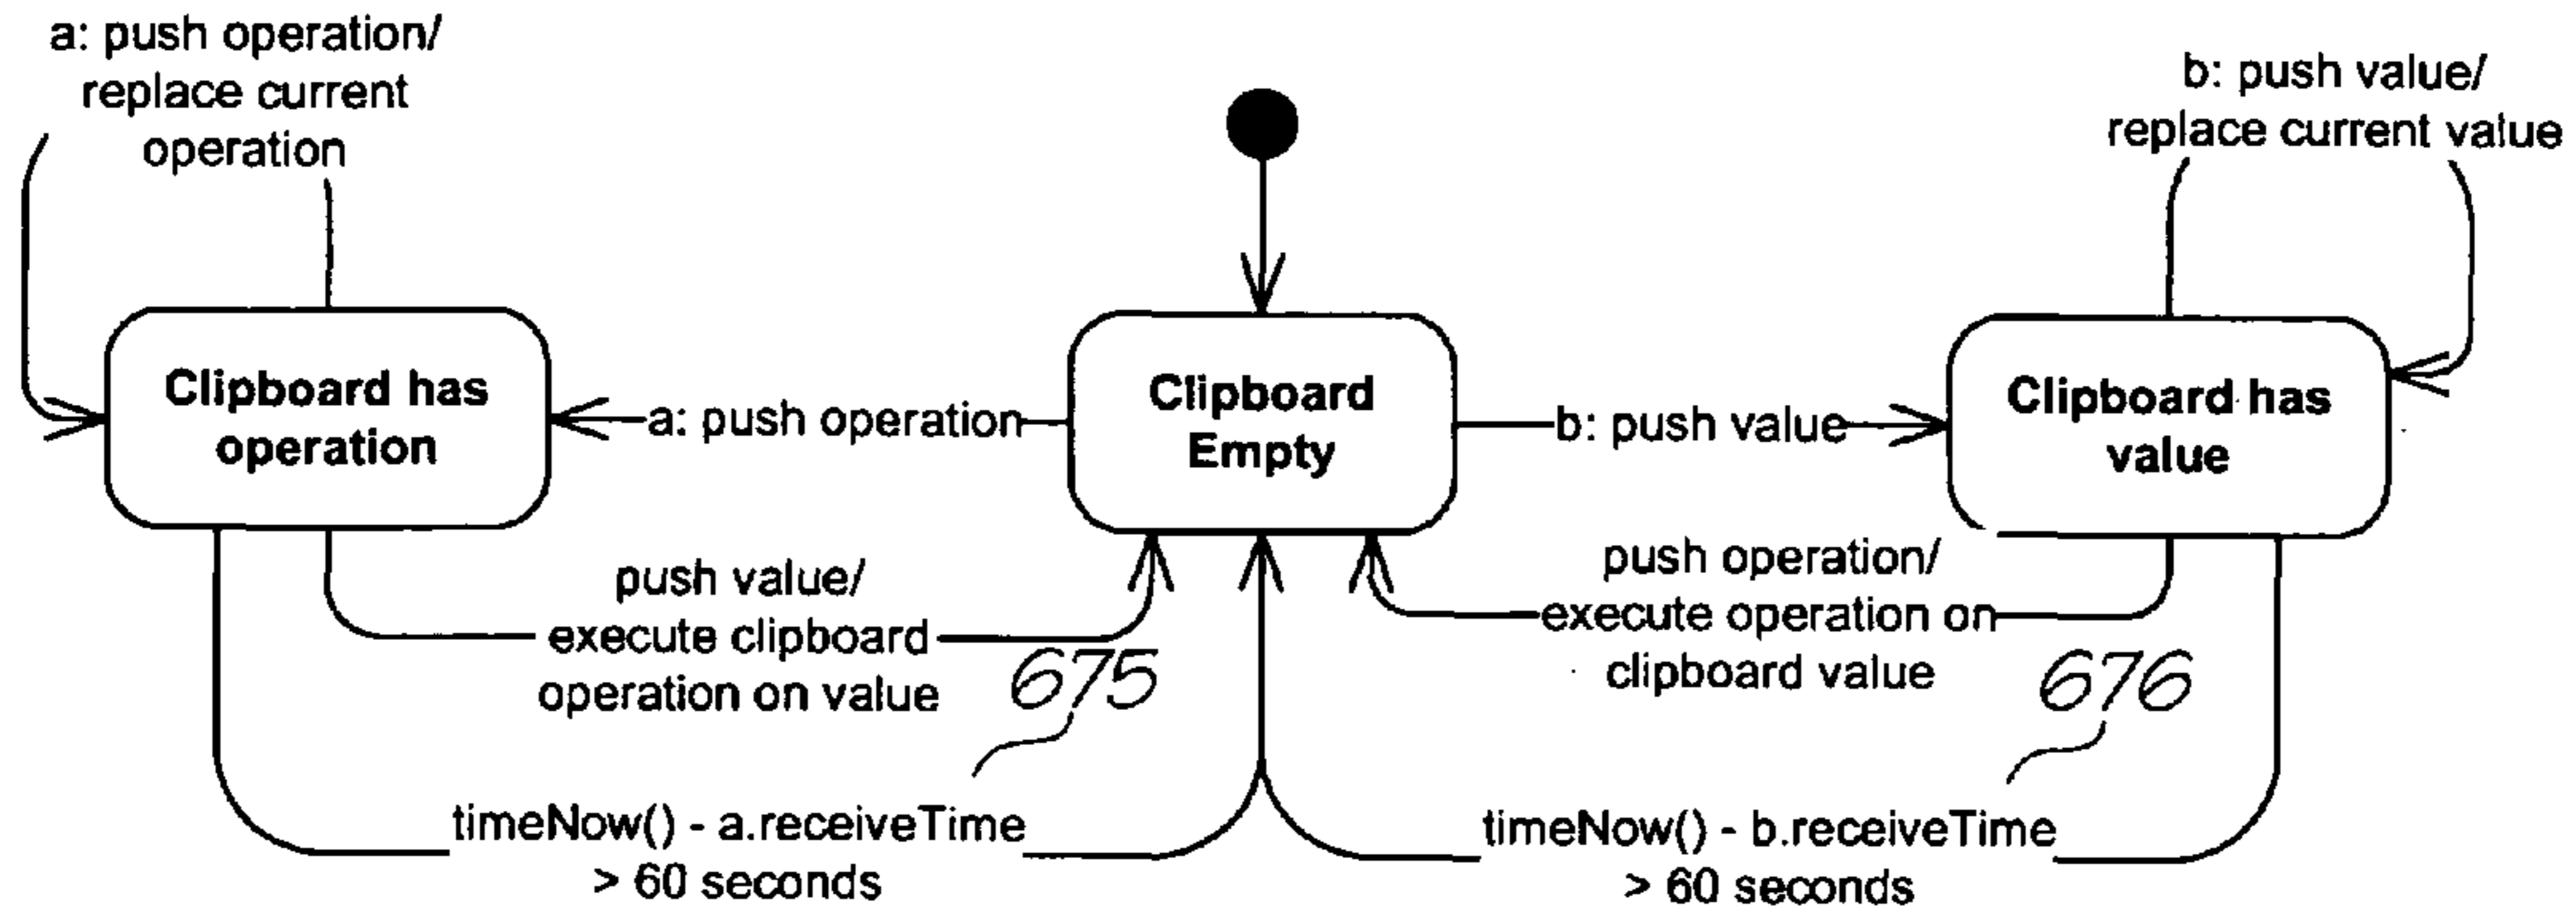 a: push operation/
replace current
operation
b: push value/
replace current value
Clipboard has
operation
a: push operation
Clipboard
Empty
b: push value
Clipboard has
value
push value/
execute clipboard
operation on value
675
push operation/
execute operation on
clipboard value
676
timeNow() - a.receiveTime
> 60 seconds
timeNow() - b.receiveTime
> 60 seconds